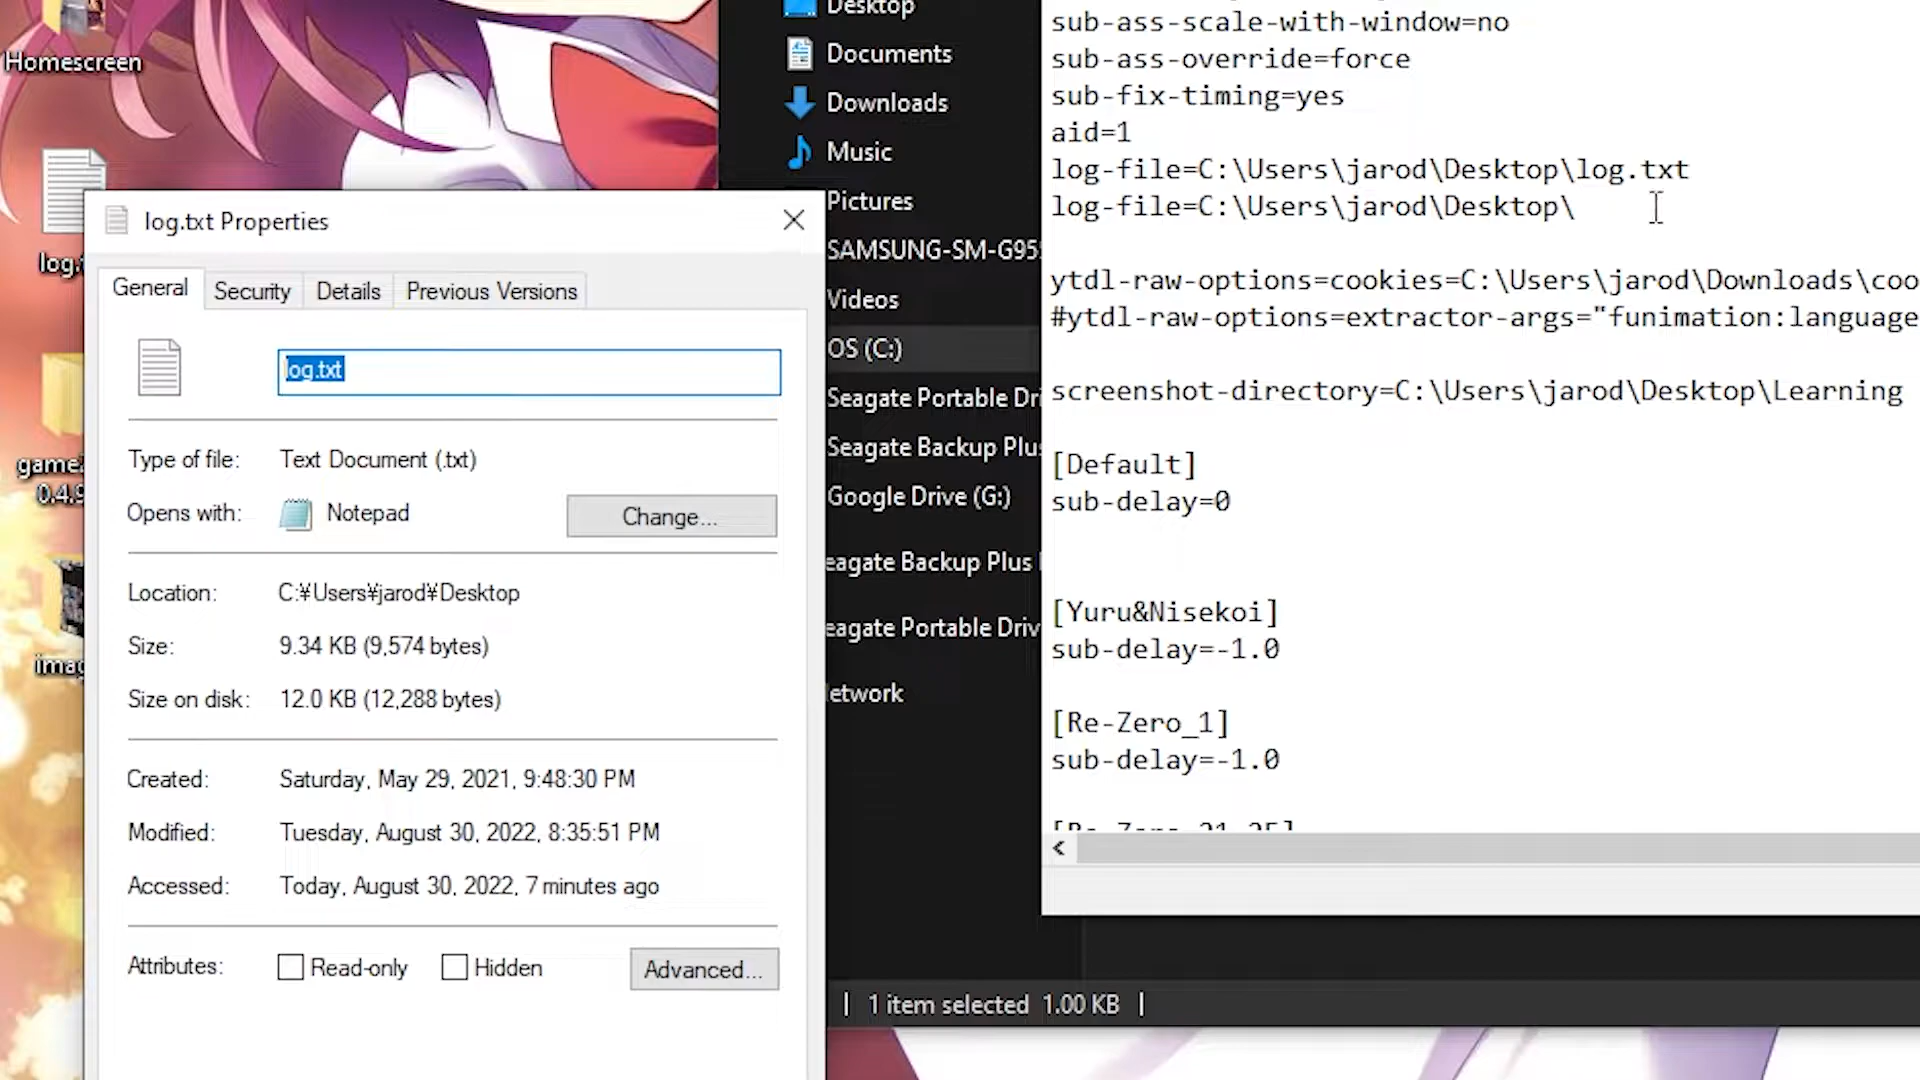 Homescreen
log.txt Properties
General
Security
Details
Previous Versions
log.txt
Type of file:
Text Document (.txt)
Opens with:
Notepad
Change...
Location:
C:¥Users¥jarod¥Desktop
Size:
9.34 KB (9,574 bytes)
Size on disk:
12.0 KB (12,288 bytes)
Created:
Saturday, May 29, 2021, 9:48:30 PM
Modified:
Tuesday, August 30, 2022, 8:35:51 PM
Accessed:
Today, August 30, 2022, 7 minutes ago
Attributes:
Read-only
Hidden
Advanced...
Desktop
Documents
Downloads
Music
Pictures
SAMSUNG-SM-G95
Videos
OS (C:)
Seagate Portable Dri
Seagate Backup Plus
Google Drive (G:)
eagate Backup Plus
eagate Portable Driv
etwork
1 item selected 1.00 KB
sub-ass-scale-with-window=no
sub-ass-override=force
sub-fix-timing=yes
aid=1
log-file=C:\Users\jarod\Desktop\log.txt
log-file=C:\Users\jarod\Desktop\
ytdl-raw-options=cookies=C:\Users\jarod\Downloads\coo
#ytdl-raw-options=extractor-args="funimation:language
screenshot-directory=C:\Users\jarod\Desktop\Learning
[Default]
sub-delay=0
[Yuru&Nisekoi]
sub-delay=-1.0
[Re-Zero_1]
sub-delay=-1.0